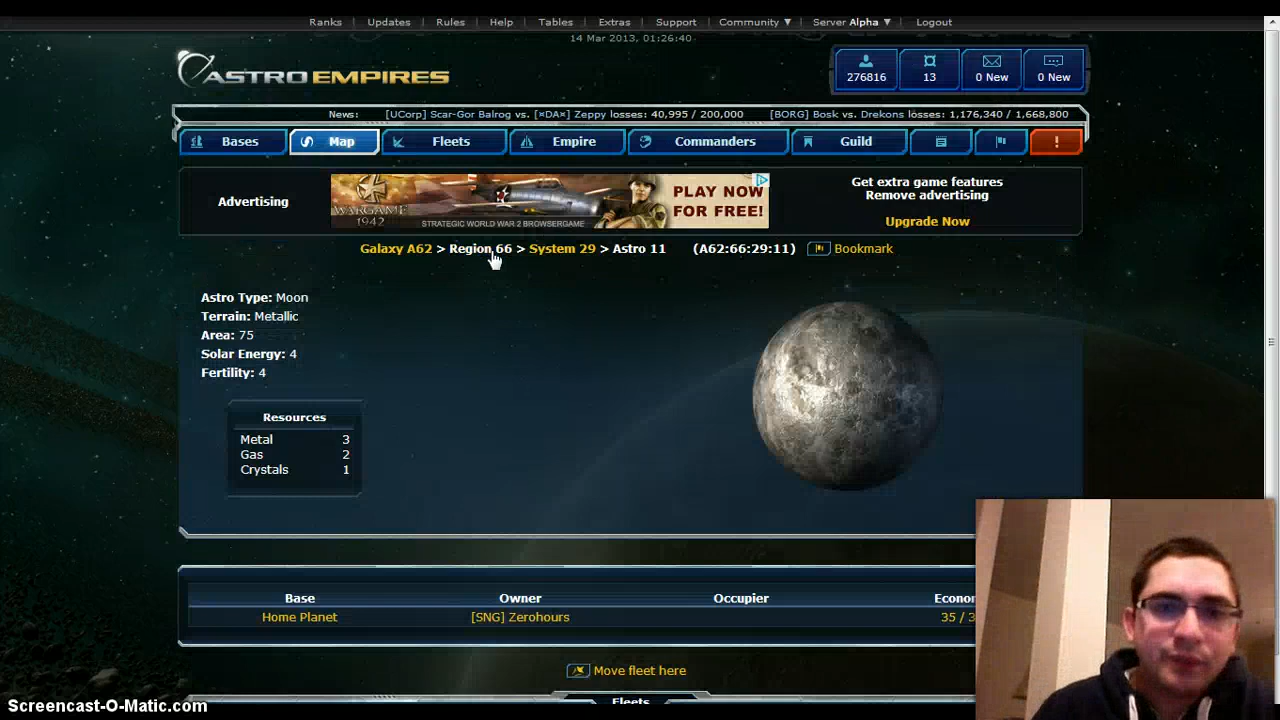 Ranks Updates Rules Help Tables Extras Support Community ▼ Server Alpha ▼ Logout
14 Mar 2013, 01:26:40
ASTRO EMPIRES
276816 13 0 New 0 New
News: [UCorp] Scar-Gor Balrog vs. [¤DA¤] Zeppy losses: 40,995 / 200,000 [BORG] Bosk vs. Drekons losses: 1,176,340 / 1,668,800
Bases Map Fleets Empire Commanders Guild !
Advertising
WARGAME
1942
STRATEGIC WORLD WAR 2 BROWSERGAME
PLAY NOW
FOR FREE!
Get extra game features
Remove advertising
Upgrade Now
Galaxy A62 > Region 66 > System 29 > Astro 11 (A62:66:29:11) Bookmark
Astro Type: Moon
Terrain: Metallic
Area: 75
Solar Energy: 4
Fertility: 4
Resources
Metal 3
Gas 2
Crystals 1
Base Owner Occupier Econom
Home Planet [SNG] Zerohours 35 / 3
Move fleet here
Fleets
Screencast-O-Matic.com